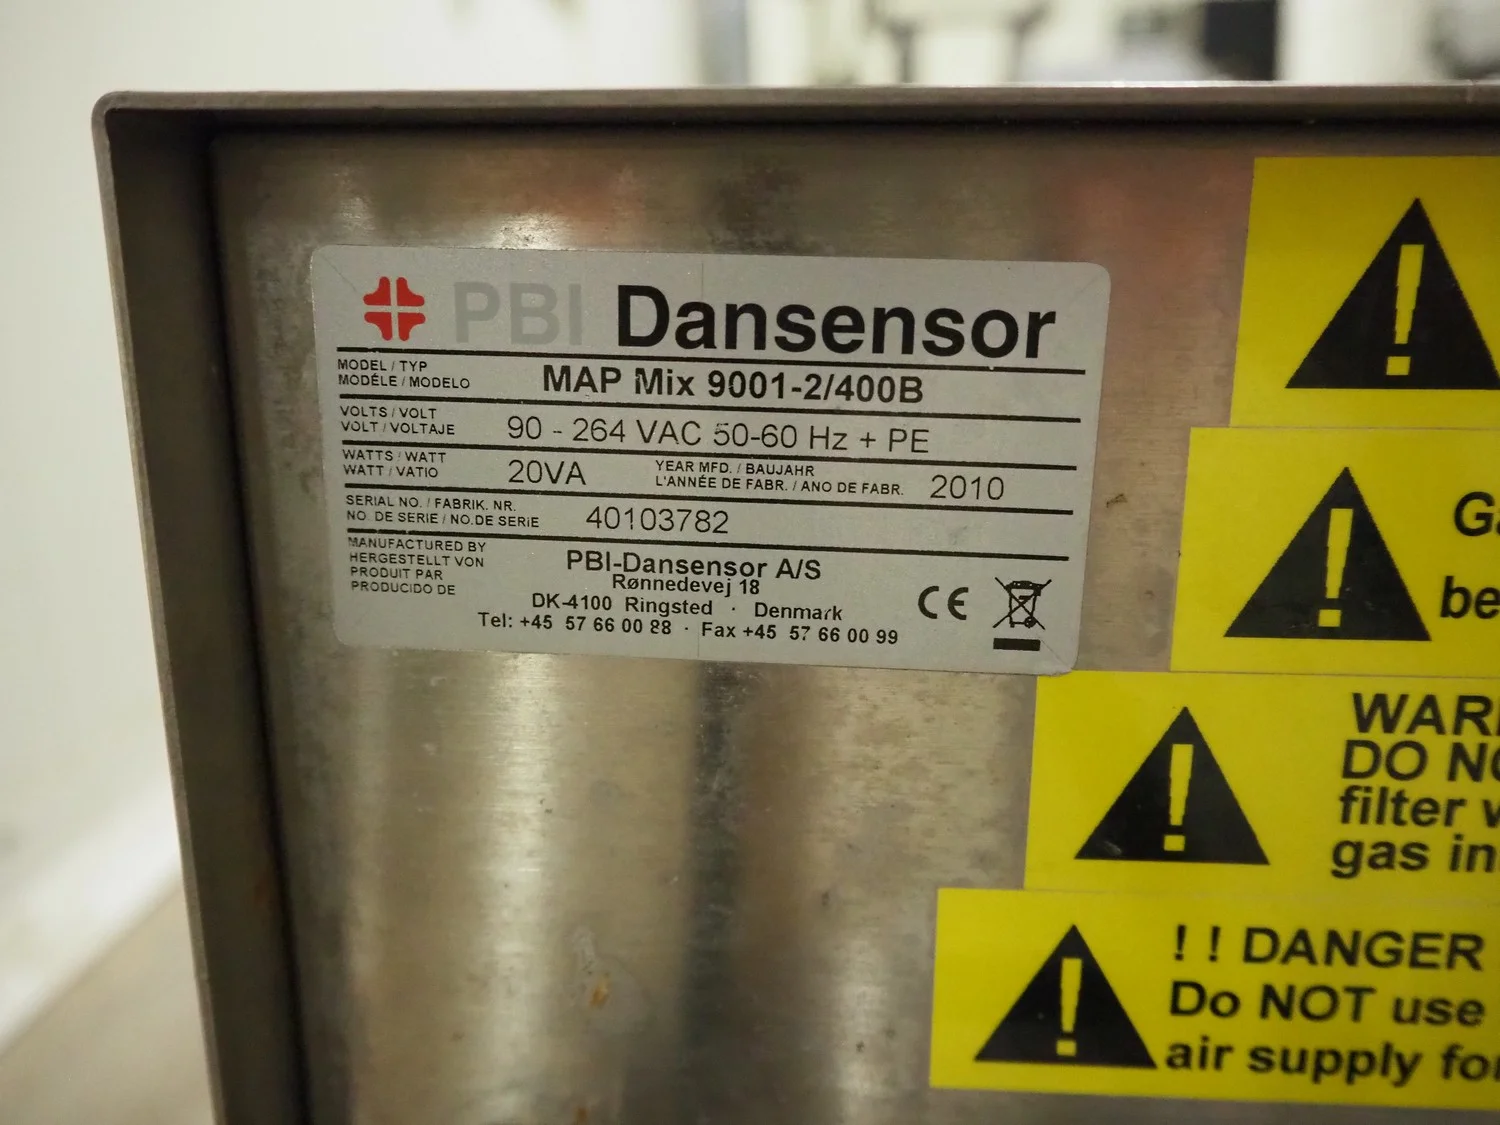 PBI Dansensor
MODEL / TYP
MODÉLE / MODELO
MAP Mix 9001-2/400B
VOLTS / VOLT
VOLT / VOLTAJE
90 - 264 VAC 50-60 Hz + PE
WATTS / WATT
WATT / VATIO
20VA
YEAR MFD. / BAUJAHR
L'ANNÉE DE FABR. / ANO DE FABR.
2010
SERIAL NO. / FABRIK. NR.
NO. DE SERIE / NO.DE SERIE
40103782
MANUFACTURED BY
HERGESTELLT VON
PRODUIT PAR
PRODUCIDO DE
PBI-Dansensor A/S
Rønnedevej 18
DK-4100 Ringsted · Denmark
Tel: +45 57 66 00 88 · Fax +45 57 66 00 99
CE
be
WAR
DO NO
filter
gas in
!! DANGER
Do NOT use
air supply fo